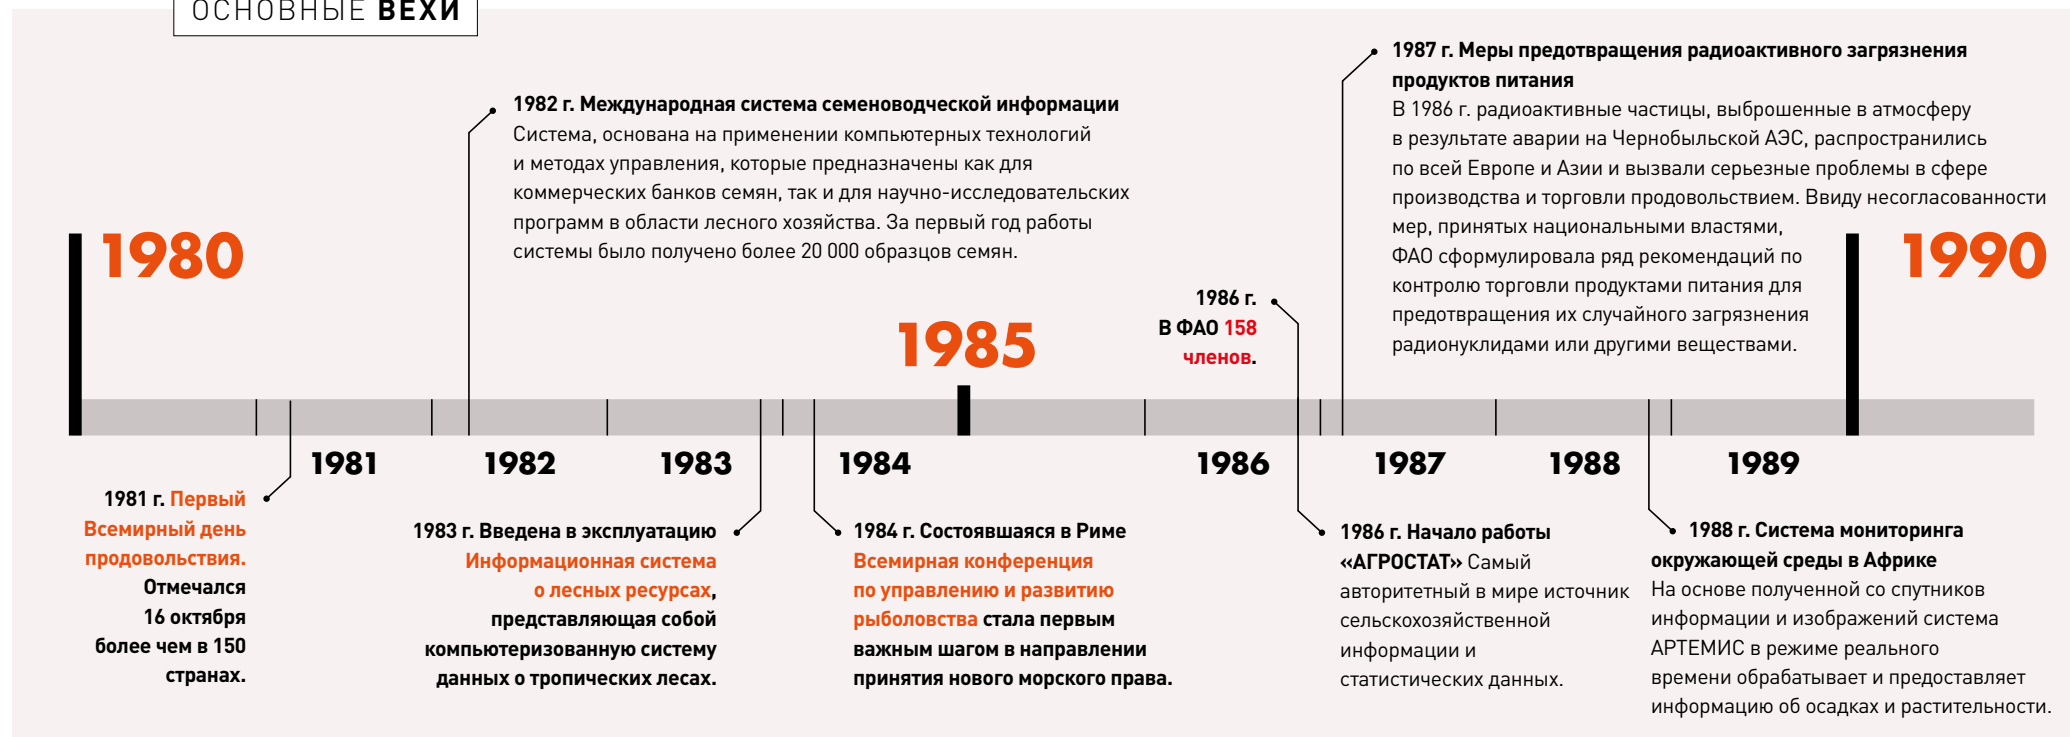 ОСНОВНЫЕ ВЕХИ
1980
1982 г. Международная система семеноводческой информации
Система, основана на применении компьютерных технологий
и методах управления, которые предназначены как для
коммерческих банков семян, так и для научно-исследовательских
программ в области лесного хозяйства. За первый год работы
системы было получено более 20 000 образцов семян.
1985
1986 г.
В ФАО 158
членов.
1987 г. Меры предотвращения радиоактивного загрязнения
продуктов питания
В 1986 г. радиоактивные частицы, выброшенные в атмосферу
в результате аварии на Чернобыльской АЭС, распространились
по всей Европе и Азии и вызвали серьезные проблемы в сфере
производства и торговли продовольствием. Ввиду несогласованности
мер, принятых национальными властями,
ФАО сформулировала ряд рекомендаций по
контролю торговли продуктами питания для
предотвращения их случайного загрязнения
радионуклидами или другими веществами.
1990
1981
1982
1983
1984
1986
1987
1988
1989
1981 г. Первый
Всемирный день
продовольствия.
Отмечался
16 октября
более чем в 150
странах.
1983 г. Введена в эксплуатацию
Информационная система
о лесных ресурсах,
представляющая собой
компьютеризованную систему
данных о тропических лесах.
1984 г. Состоявшаяся в Риме
Всемирная конференция
по управлению и развитию
рыболовства стала первым
важным шагом в направлении
принятия нового морского права.
1986 г. Начало работы
«АГРОСТАТ» Самый
авторитетный в мире источник
сельскохозяйственной
информации и
статистических данных.
1988 г. Система мониторинга
окружающей среды в Африке
На основе полученной со спутников
информации и изображений система
АРТЕМИС в режиме реального
времени обрабатывает и предоставляет
информацию об осадках и растительности.